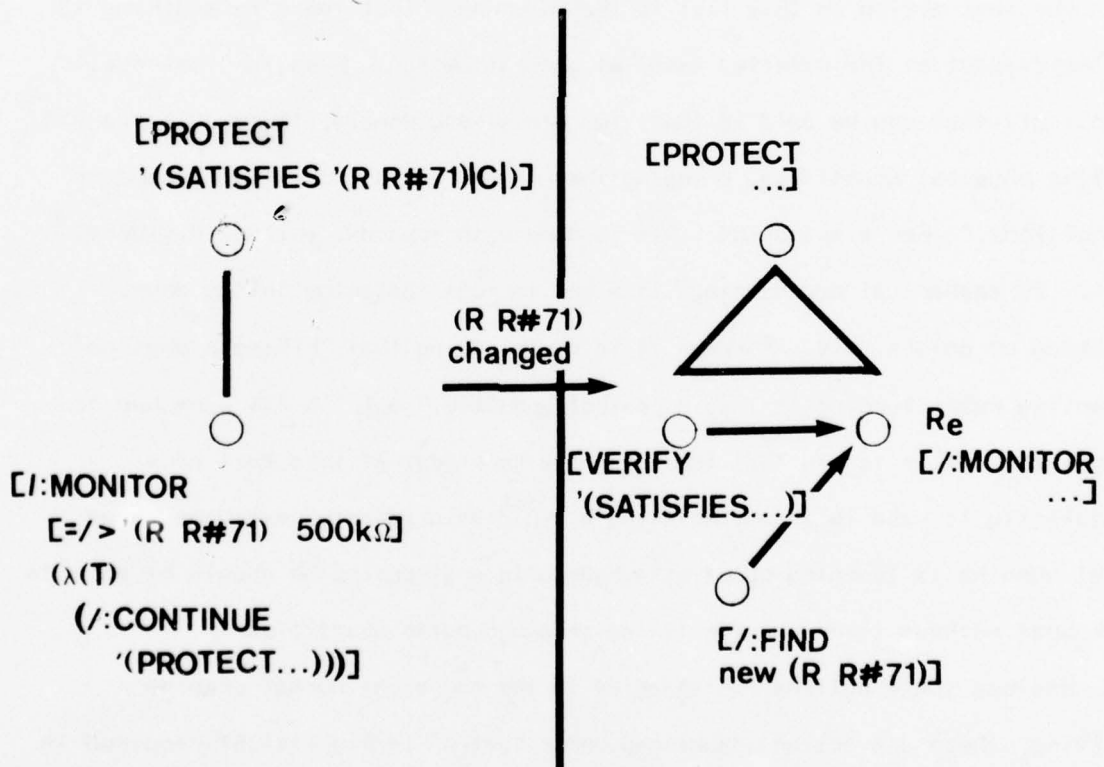 [PROTECT
'(SATISFIES '(R R#71)|C|)]
[/:MONITOR
[=/> '(R R#71) 500kΩ]
(λ(T)
(/:CONTINUE
'(PROTECT...)))]
(R R#71)
changed
[PROTECT
...]
[VERIFY
'(SATISFIES...)]
Re
[/:MONITOR
...]
[/:FIND
new (R R#71)]